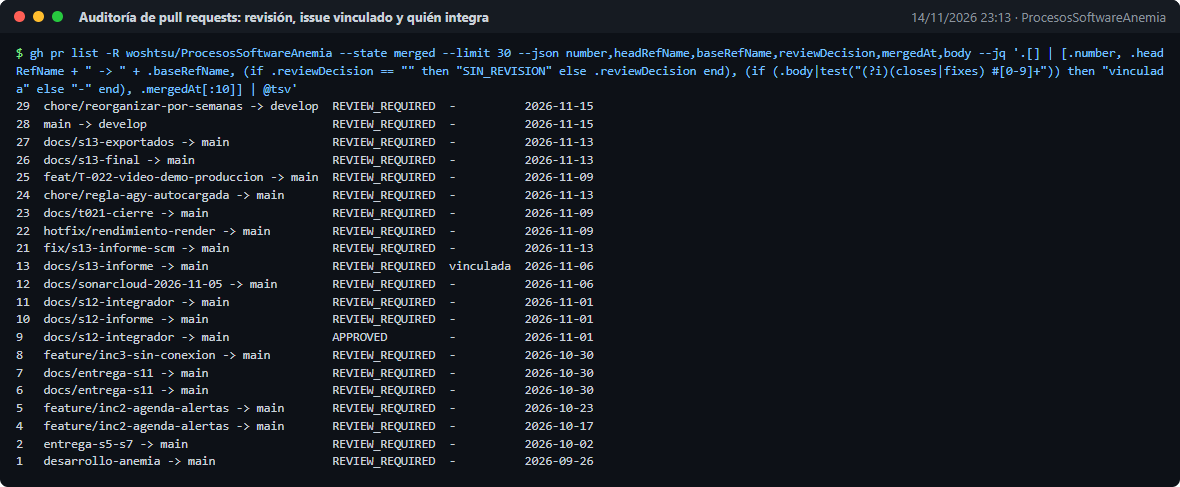 Auditoría de pull requests: revisión, issue vinculado y quién integra
14/11/2026 23:13 · ProcesosSoftwareAnemia
$ gh pr list -R woshtsu/ProcesosSoftwareAnemia --state merged --limit 30 --json number,headRefName,baseRefName,reviewDecision,mergedAt,body --jq '.[] | [.number, .head
RefName + " -> " + .baseRefName, (if .reviewDecision == "" then "SIN_REVISION" else .reviewDecision end), (if (.body|test("(?i)(closes|fixes) #[0-9]+")) then "vinculad
a" else "-" end), .mergedAt[:10]] | @tsv'
29 chore/reorganizar-por-semanas -> develop REVIEW_REQUIRED - 2026-11-15
28 main -> develop REVIEW_REQUIRED - 2026-11-15
27 docs/s13-exportados -> main REVIEW_REQUIRED - 2026-11-13
26 docs/s13-final -> main REVIEW_REQUIRED - 2026-11-13
25 feat/T-022-video-demo-produccion -> main REVIEW_REQUIRED - 2026-11-09
24 chore/regla-agy-autocargada -> main REVIEW_REQUIRED - 2026-11-13
23 docs/t021-cierre -> main REVIEW_REQUIRED - 2026-11-09
22 hotfix/rendimiento-render -> main REVIEW_REQUIRED - 2026-11-09
21 fix/s13-informe-scm -> main REVIEW_REQUIRED - 2026-11-13
13 docs/s13-informe -> main REVIEW_REQUIRED vinculada 2026-11-06
12 docs/sonarcloud-2026-11-05 -> main REVIEW_REQUIRED - 2026-11-06
11 docs/s12-integrador -> main REVIEW_REQUIRED - 2026-11-01
10 docs/s12-informe -> main REVIEW_REQUIRED - 2026-11-01
9 docs/s12-integrador -> main APPROVED - 2026-11-01
8 feature/inc3-sin-conexion -> main REVIEW_REQUIRED - 2026-10-30
7 docs/entrega-s11 -> main REVIEW_REQUIRED - 2026-10-30
6 docs/entrega-s11 -> main REVIEW_REQUIRED - 2026-10-30
5 feature/inc2-agenda-alertas -> main REVIEW_REQUIRED - 2026-10-23
4 feature/inc2-agenda-alertas -> main REVIEW_REQUIRED - 2026-10-17
2 entrega-s5-s7 -> main REVIEW_REQUIRED - 2026-10-02
1 desarrollo-anemia -> main REVIEW_REQUIRED - 2026-09-26